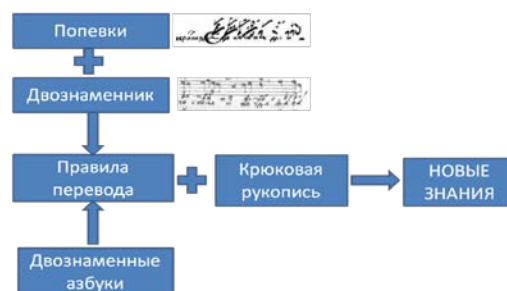 Попевки
Двознаменник
Правила
перевода
Крюковая
рукопись
НОВЫЕ
ЗНАНИЯ
Двознаменные
азбуки